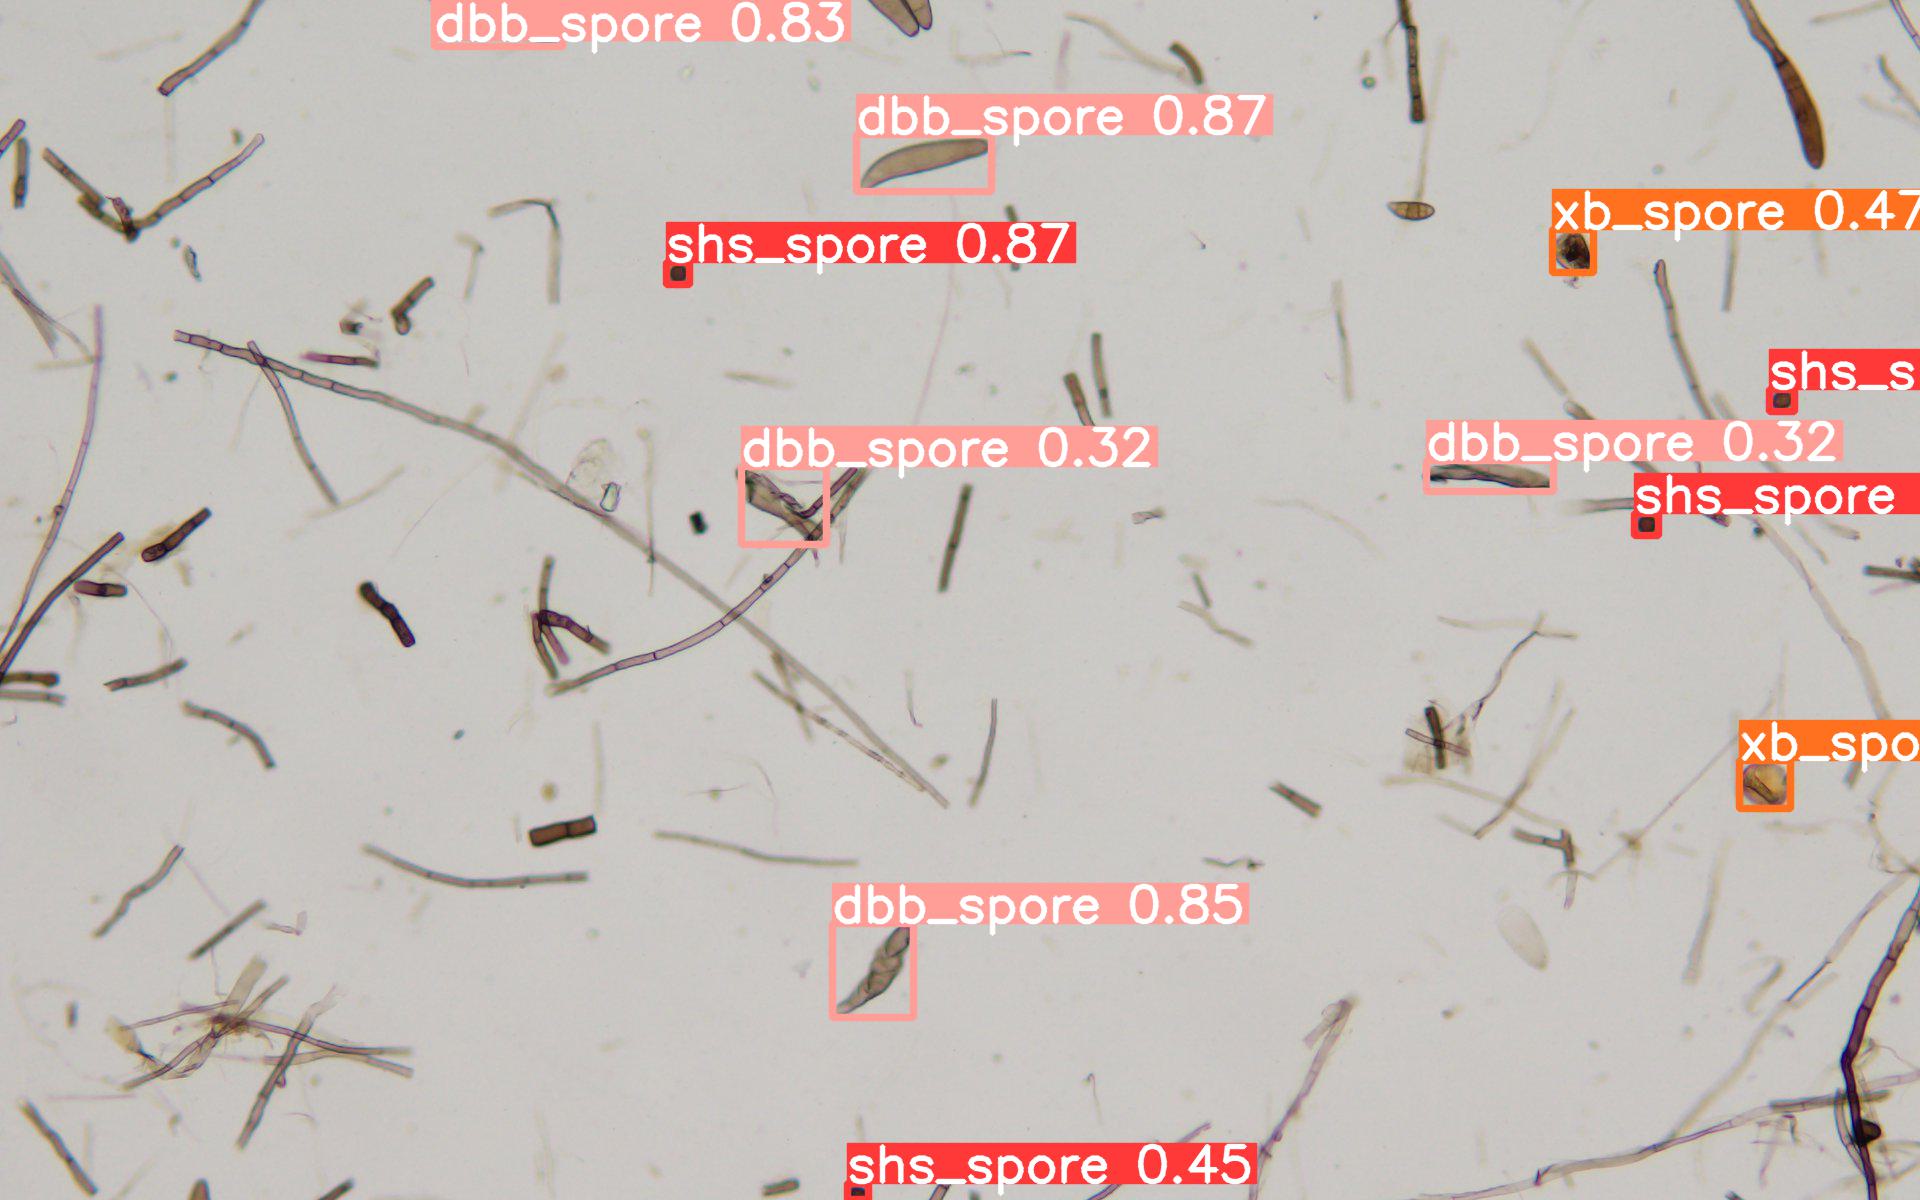 dbb_spore 0.83
dbb_spore 0.87
xb_spore 0.47
shs_spore 0.87
shs_s
dbb_spore 0.32
dbb_spore 0.32
shs_spore
xb_spo
dbb_spore 0.85
shs_spore 0.45